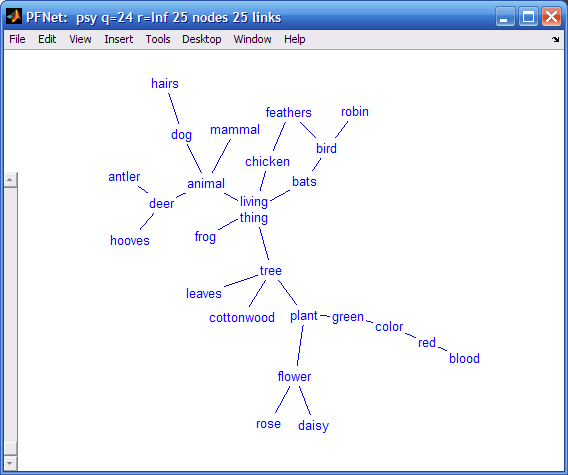 PFNet: psy q=24 r=Inf 25 nodes 25 links
File Edit View Insert Tools Desktop Window Help
hairs
feathers
robin
dog
mammal
bird
chicken
antler
animal
bats
deer
living
thing
hooves
frog
tree
leaves
cottonwood
plant
green
color
red
blood
flower
rose
daisy